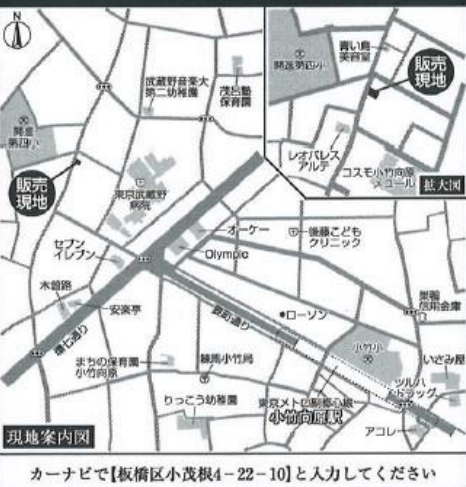 N
武蔵野音楽大
第二幼稚園
茂呂塾
保育園
開進
第四小
販売
現地
東京武蔵野
病院
オーケー
Olympic
後藤こども
クリニック
セブン
イレブン
木曽路
安楽亭
環七通り
要町通り
ローソン
巣鴨
信用金庫
小竹小
いさみ屋
まちの保育園
小竹向原
練馬小竹局
りっこう幼稚園
東京メトロ副都心線
小竹向原駅
ツルハ
ドラッグ
アコレ
現地案内図
開進第四小
青い鳥
美容室
販売
現地
レオパレス
アルテ
コスモ小竹向原
拡大図
カーナビで【板橋区小茂根4-22-10】と入力してください